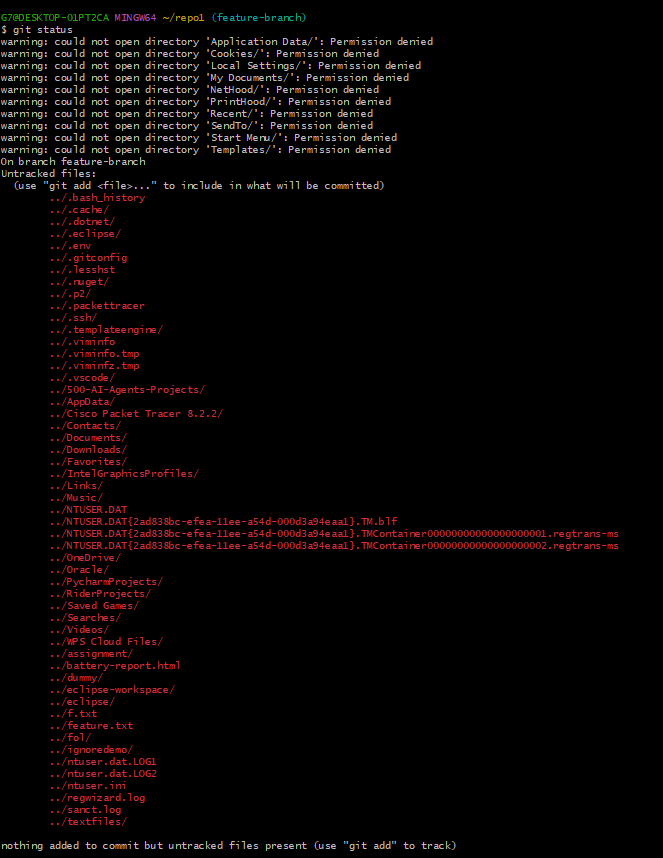 G7@DESKTOP-01PT2CA MINGW64 ~/repo1 (feature-branch)
$ git status
warning: could not open directory 'Application Data/': Permission denied
warning: could not open directory 'Cookies/': Permission denied
warning: could not open directory 'Local Settings/': Permission denied
warning: could not open directory 'My Documents/': Permission denied
warning: could not open directory 'NetHood/': Permission denied
warning: could not open directory 'PrintHood/': Permission denied
warning: could not open directory 'Recent/': Permission denied
warning: could not open directory 'SendTo/': Permission denied
warning: could not open directory 'Start Menu/': Permission denied
warning: could not open directory 'Templates/': Permission denied
On branch feature-branch
Untracked files:
  (use "git add <file>..." to include in what will be committed)
        ../.bash_history
        ../.cache/
        ../.dotnet/
        ../.eclipse/
        ../.env
        ../.gitconfig
        ../.lesshst
        ../.nuget/
        ../.p2/
        ../.packettracer
        ../.ssh/
        ../.templateengine/
        ../.viminfo
        ../.viminfo.tmp
        ../.viminfz.tmp
        ../.vscode/
        ../500-AI-Agents-Projects/
        ../AppData/
        ../Cisco Packet Tracer 8.2.2/
        ../Contacts/
        ../Documents/
        ../Downloads/
        ../Favorites/
        ../IntelGraphicsProfiles/
        ../Links/
        ../Music/
        ../NTUSER.DAT
        ../NTUSER.DAT{2ad838bc-efea-11ee-a54d-000d3a94eaa1}.TM.blf
        ../NTUSER.DAT{2ad838bc-efea-11ee-a54d-000d3a94eaa1}.TMContainer00000000000000000001.regtrans-ms
        ../NTUSER.DAT{2ad838bc-efea-11ee-a54d-000d3a94eaa1}.TMContainer00000000000000000002.regtrans-ms
        ../OneDrive/
        ../Oracle/
        ../PycharmProjects/
        ../RiderProjects/
        ../Saved Games/
        ../Searches/
        ../Videos/
        ../WPS Cloud Files/
        ../assignment/
        ../battery-report.html
        ../dummy/
        ../eclipse-workspace/
        ../eclipse/
        ../f.txt
        ../feature.txt
        ../fol/
        ../ignoredemo/
        ../ntuser.dat.LOG1
        ../ntuser.dat.LOG2
        ../ntuser.ini
        ../regwizard.log
        ../sanct.log
        ../textfiles/
nothing added to commit but untracked files present (use "git add" to track)